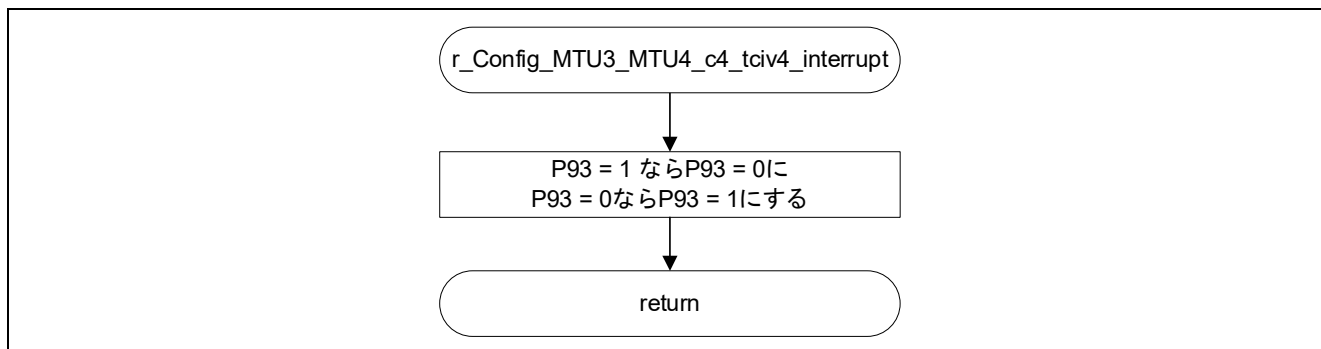 r_Config_MTU3_MTU4_c4_tciv4_interrupt
P93 = 1 ならP93 = 0に
P93 = 0ならP93 = 1にする
return